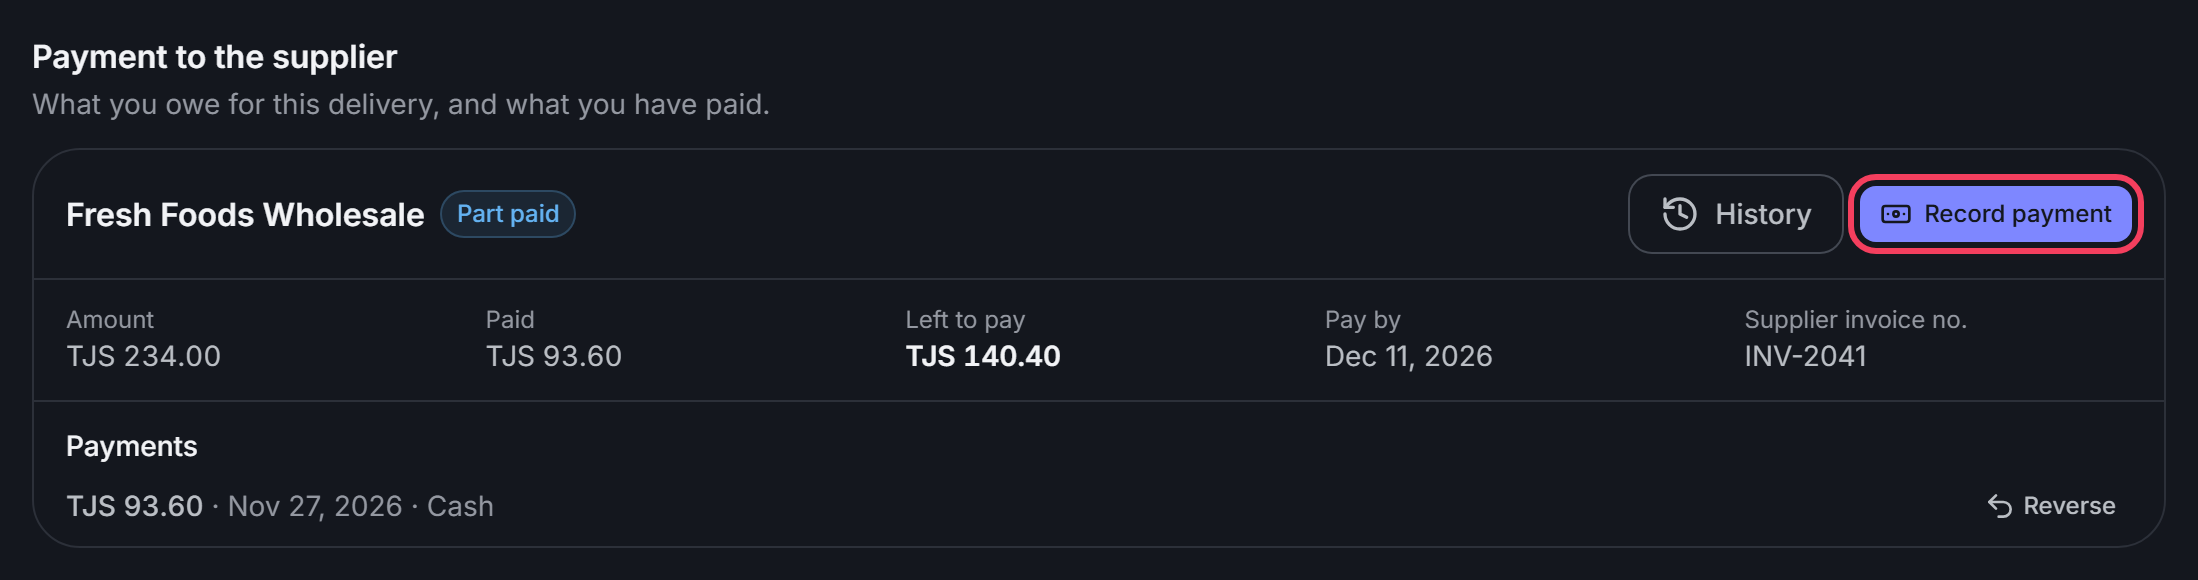 Payment to the supplier
What you owe for this delivery, and what you have paid.
Fresh Foods Wholesale Part paid History Record payment
Amount Paid Left to pay Pay by Supplier invoice no.
TJS 234.00 TJS 93.60 TJS 140.40 Dec 11, 2026 INV-2041
Payments
TJS 93.60 · Nov 27, 2026 · Cash Reverse